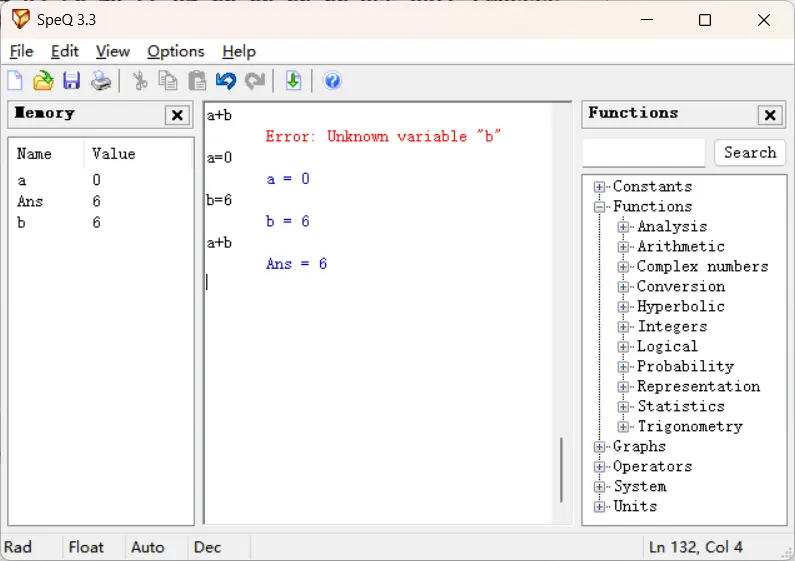 SpeQ 3.3
File Edit View Options Help
Memory
Name Value
a 0
Ans 6
b 6
a+b
Error: Unknown variable "b"
a=0
a = 0
b=6
b = 6
a+b
Ans = 6
Functions
Search
Constants
Functions
Analysis
Arithmetic
Complex numbers
Conversion
Hyperbolic
Integers
Logical
Probability
Representation
Statistics
Trigonometry
Graphs
Operators
System
Units
Rad Float Auto Dec Ln 132, Col 4